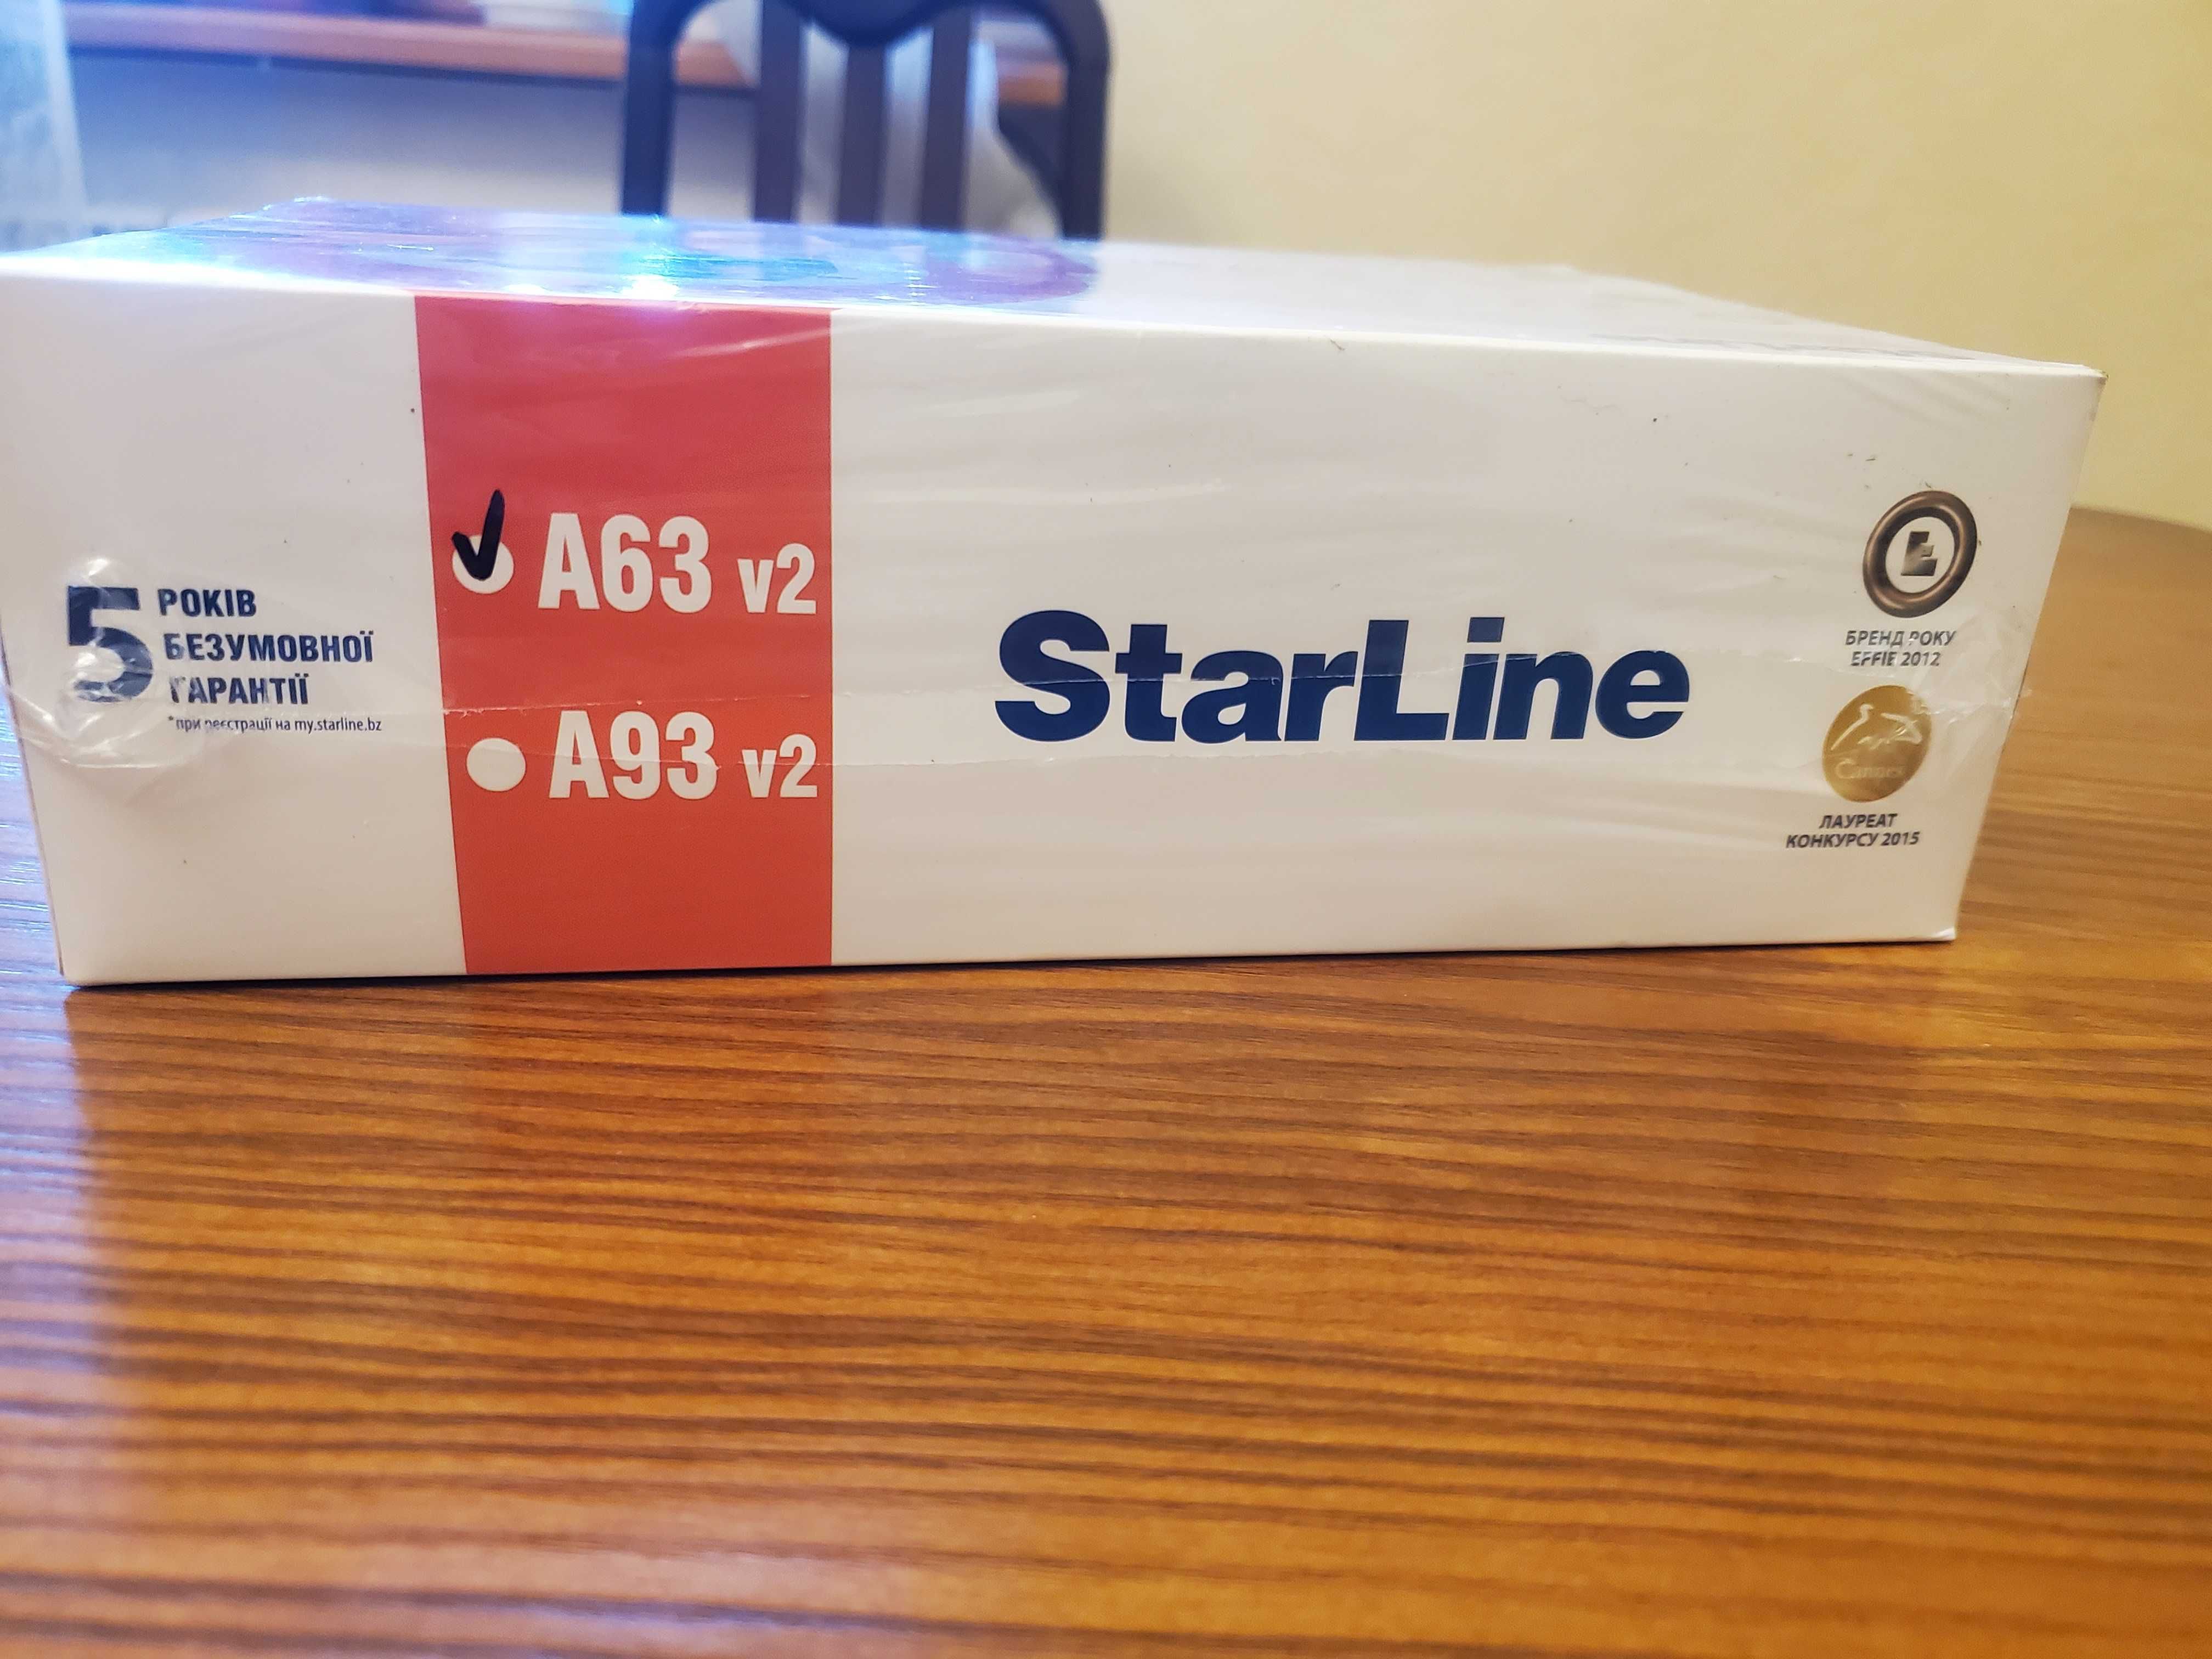 5 РОКІВ
БЕЗУМОВНОЇ
ГАРАНТІЇ
*при реєстрації на my.starline.bz
A63 v2
A93 v2
StarLine
E
БРЕНД РОКУ
EFFIE 2012
Cannes
ЛАУРЕАТ
КОНКУРСУ 2015